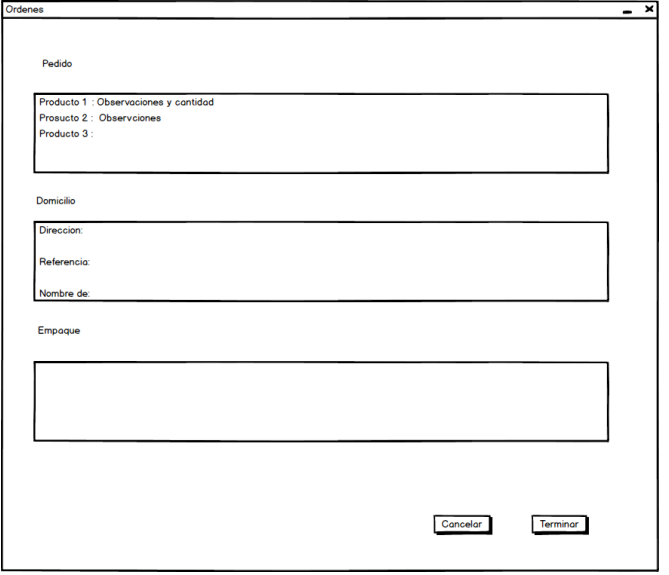 Ordenes
Pedido
Producto 1 : Observaciones y cantidad
Prosucto 2 : Observciones
Producto 3 :
Domicilio
Direccion:
Referencia:
Nombre de:
Empaque
Cancelar
Terminar